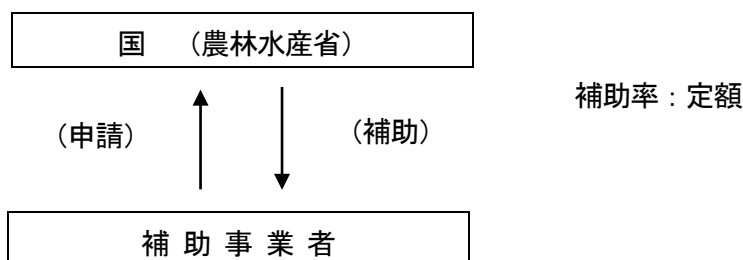 国 （農林水産省）
補助率：定額
（申請） （補助）
補 助 事 業 者